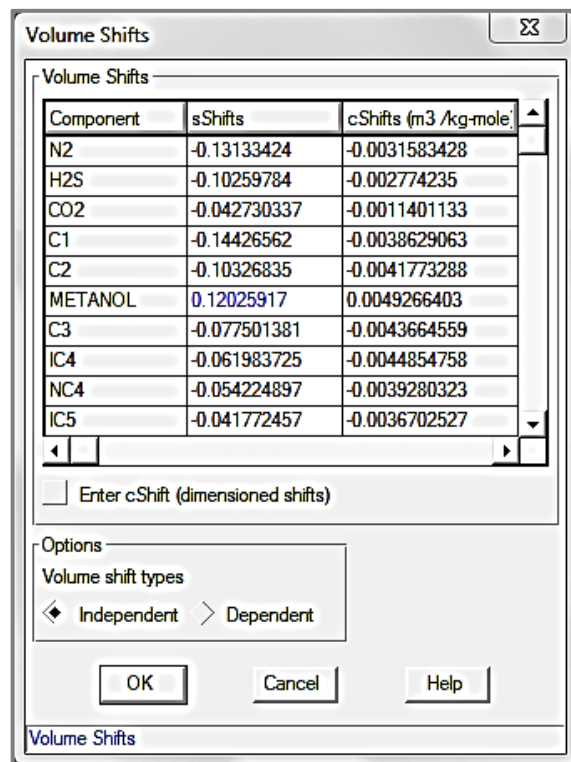 Volume Shifts
Volume Shifts
Component sShifts cShifts (m3 /kg-mole)
N2 -0.13133424 -0.0031583428
H2S -0.10259784 -0.002774235
CO2 -0.042730337 -0.0011401133
C1 -0.14426562 -0.0038629063
C2 -0.10326835 -0.0041773288
METANOL 0.12025917 0.0049266403
C3 -0.077501381 -0.0043664559
IC4 -0.061983725 -0.0044854758
NC4 -0.054224897 -0.0039280323
IC5 -0.041772457 -0.0036702527
Enter cShift (dimensioned shifts)
Options
Volume shift types
Independent Dependent
OK Cancel Help
Volume Shifts